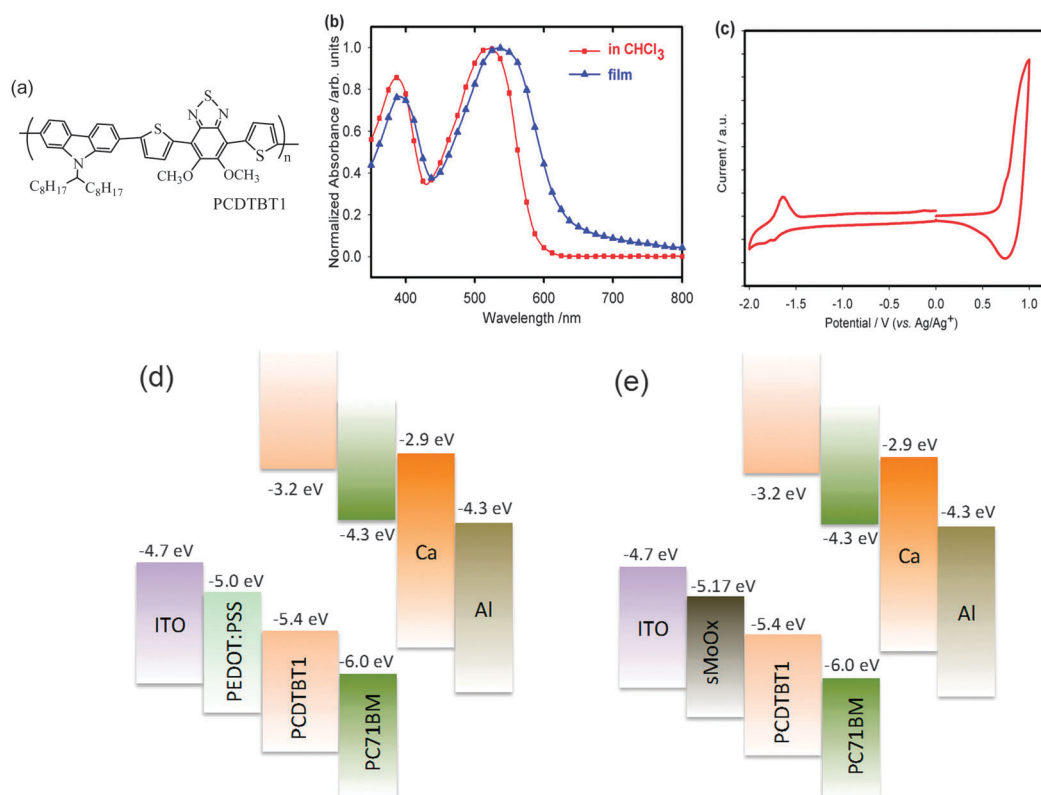 (a)
S
N
N
S
S
N
n
CH₃O
OCH₃
C₈H₁₇
C₈H₁₇
PCDTBT1
(b)
in CHCl₃
film
Normalized Absorbance /arb. units
1.0
0.8
0.6
0.4
0.2
0.0
400
500
600
700
800
Wavelength /nm
(c)
Current / a.u.
-2.0
-1.5
-1.0
-0.5
0.0
0.5
1.0
Potential / V (vs. Ag/Ag⁺)
(d)
-3.2 eV
-4.3 eV
-2.9 eV
Ca
-4.3 eV
Al
-4.7 eV
ITO
-5.0 eV
PEDOT:PSS
-5.4 eV
PCDTBT1
-6.0 eV
PC71BM
(e)
-3.2 eV
-4.3 eV
-2.9 eV
Ca
-4.3 eV
Al
-4.7 eV
ITO
-5.17 eV
sMoOx
-5.4 eV
PCDTBT1
-6.0 eV
PC71BM